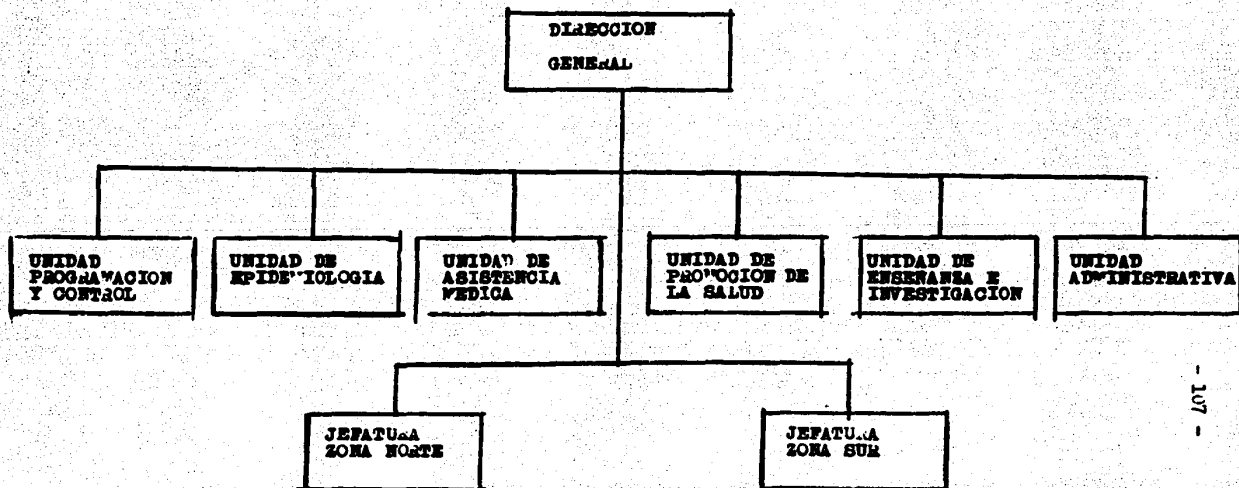 DIRECCION
GENERAL
UNIDAD
PROGRAMACION
Y CONTROL
UNIDAD DE
EPIDEMIOLOGIA
UNIDAD DE
ASISTENCIA
MEDICA
UNIDAD DE
PROMOCION DE
LA SALUD
UNIDAD DE
ENSEÑANZA E
INVESTIGACION
UNIDAD
ADMINISTRATIVA
JEFATURA
ZONA NORTE
JEFATURA
ZONA SUR
- 107 -